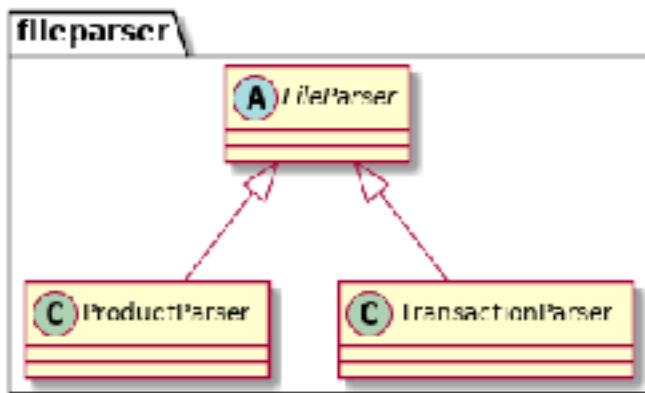 fileparser
A FileParser
C ProductParser
C TransactionParser